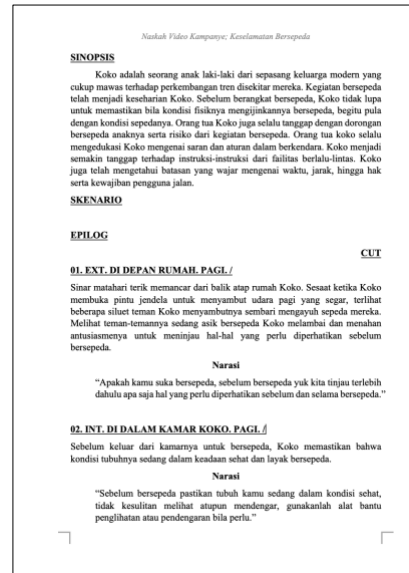 Naskah Video Kampanye; Keselamatan Bersepeda
SINOPSIS
Koko adalah seorang anak laki-laki dari sepasang keluarga modern yang
cukup mawas terhadap perkembangan tren disekitar mereka. Kegiatan bersepeda
telah menjadi keseharian Koko. Sebelum berangkat bersepeda, Koko tidak lupa
untuk memastikan bila kondisi fisiknya mengijinkannya bersepeda, begitu pula
dengan kondisi sepedanya. Orang tua Koko juga selalu tanggap dengan dorongan
bersepeda anaknya serta risiko dari kegiatan bersepeda. Orang tua koko selalu
mengedukasi Koko mengenai saran dan aturan dalam berkendara. Koko menjadi
semakin tanggap terhadap instruksi-instruksi dari failitas berlalu-lintas. Koko
juga telah mengetahui batasan yang wajar mengenai waktu, jarak, hingga hak
serta kewajiban pengguna jalan.
SKENARIO
EPILOG
CUT
01. EXT. DI DEPAN RUMAH. PAGI. /
Sinar matahari terik memancar dari balik atap rumah Koko. Sesaat ketika Koko
membuka pintu jendela untuk menyambut udara pagi yang segar, terlihat
beberapa siluet teman Koko menyambutnya sembari mengayuh sepeda mereka.
Melihat teman-temannya sedang asik bersepeda Koko melambai dan menahan
antusiasmenya untuk meninjau hal-hal yang perlu diperhatikan sebelum
bersepeda.
Narasi
“Apakah kamu suka bersepeda, sebelum bersepeda yuk kita tinjau terlebih
dahulu apa saja hal yang perlu diperhatikan sebelum dan selama bersepeda.”
02. INT. DI DALAM KAMAR KOKO. PAGI. /
Sebelum keluar dari kamarnya untuk bersepeda, Koko memastikan bahwa
kondisi tubuhnya sedang dalam keadaan sehat dan layak bersepeda.
Narasi
“Sebelum bersepeda pastikan tubuh kamu sedang dalam kondisi sehat,
tidak kesulitan melihat atupun mendengar, gunakanlah alat bantu
penglihatan atau pendengaran bila perlu.”